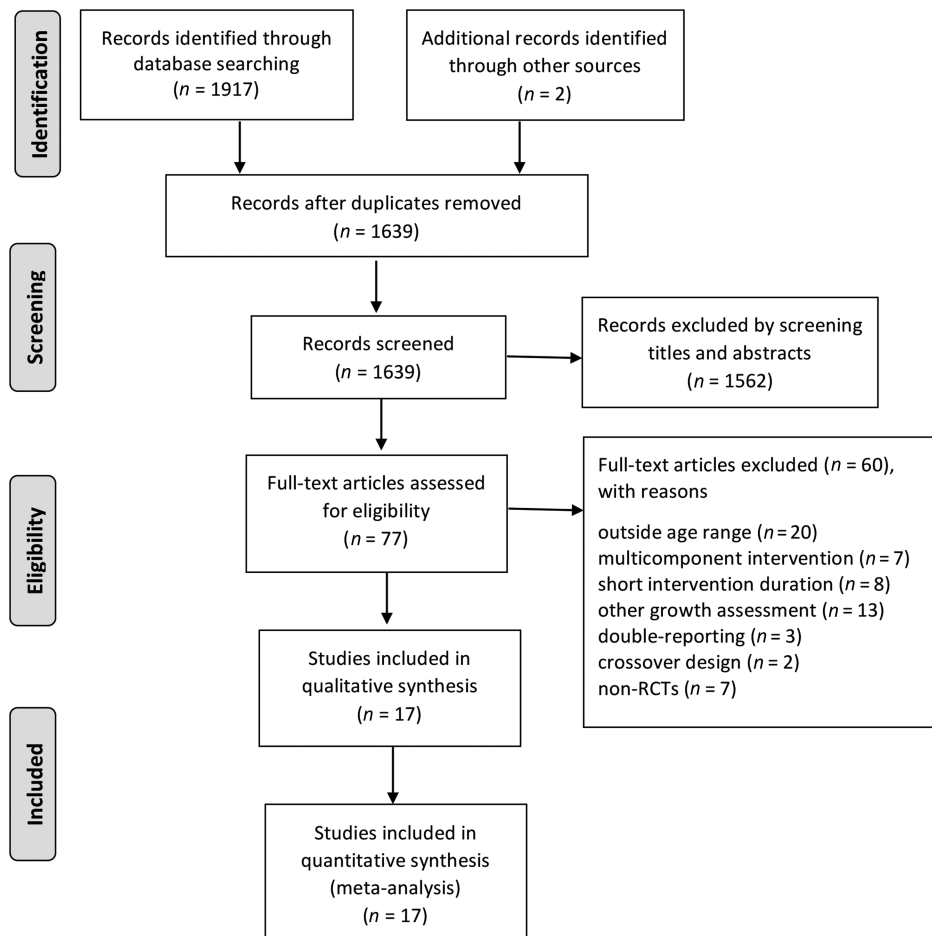 Identification
Records identified through
database searching
(n = 1917)
Additional records identified
through other sources
(n = 2)
Records after duplicates removed
(n = 1639)
Screening
Records screened
(n = 1639)
Records excluded by screening
titles and abstracts
(n = 1562)
Eligibility
Full-text articles assessed
for eligibility
(n = 77)
Full-text articles excluded (n = 60),
with reasons
outside age range (n = 20)
multicomponent intervention (n = 7)
short intervention duration (n = 8)
other growth assessment (n = 13)
double-reporting (n = 3)
crossover design (n = 2)
non-RCTs (n = 7)
Studies included in
qualitative synthesis
(n = 17)
Included
Studies included in
quantitative synthesis
(meta-analysis)
(n = 17)